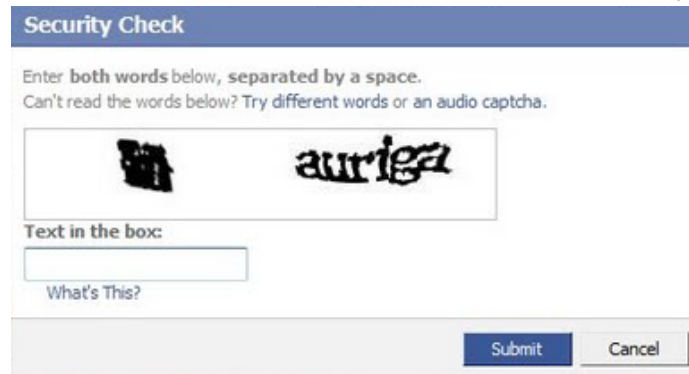 Security Check
Enter both words below, separated by a space.
Can't read the words below? Try different words or an audio captcha.
auriga
Text in the box:
What's This?
Submit Cancel